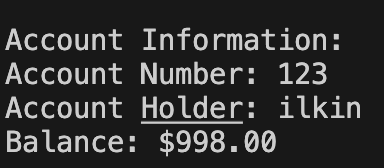 Account Information:
Account Number: 123
Account Holder: ilkin
Balance: $998.00